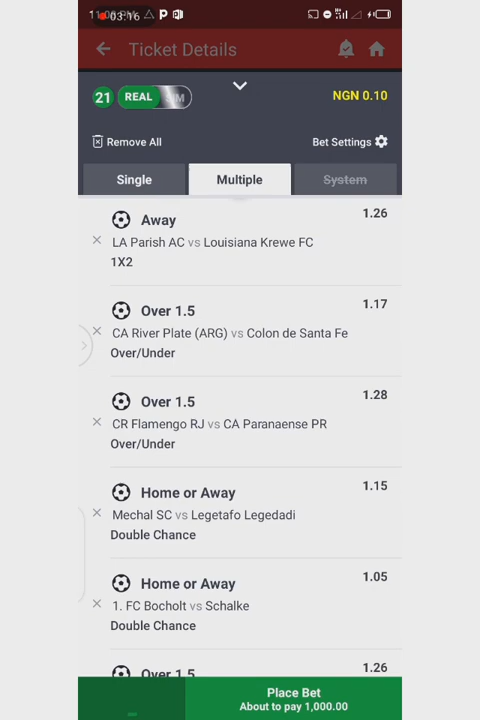 03:16
Ticket Details
21 REAL
NGN 0.10
Remove All
Bet Settings
Single
Multiple
System
Away
1.26
LA Parish AC vs Louisiana Krewe FC
1X2
Over 1.5
1.17
CA River Plate (ARG) vs Colon de Santa Fe
Over/Under
Over 1.5
1.28
CR Flamengo RJ vs CA Paranaense PR
Over/Under
Home or Away
1.15
Mechal SC vs Legetafo Legedadi
Double Chance
Home or Away
1.05
1. FC Bocholt vs Schalke
Double Chance
Over 1.5
1.26
Place Bet
About to pay 1,000.00